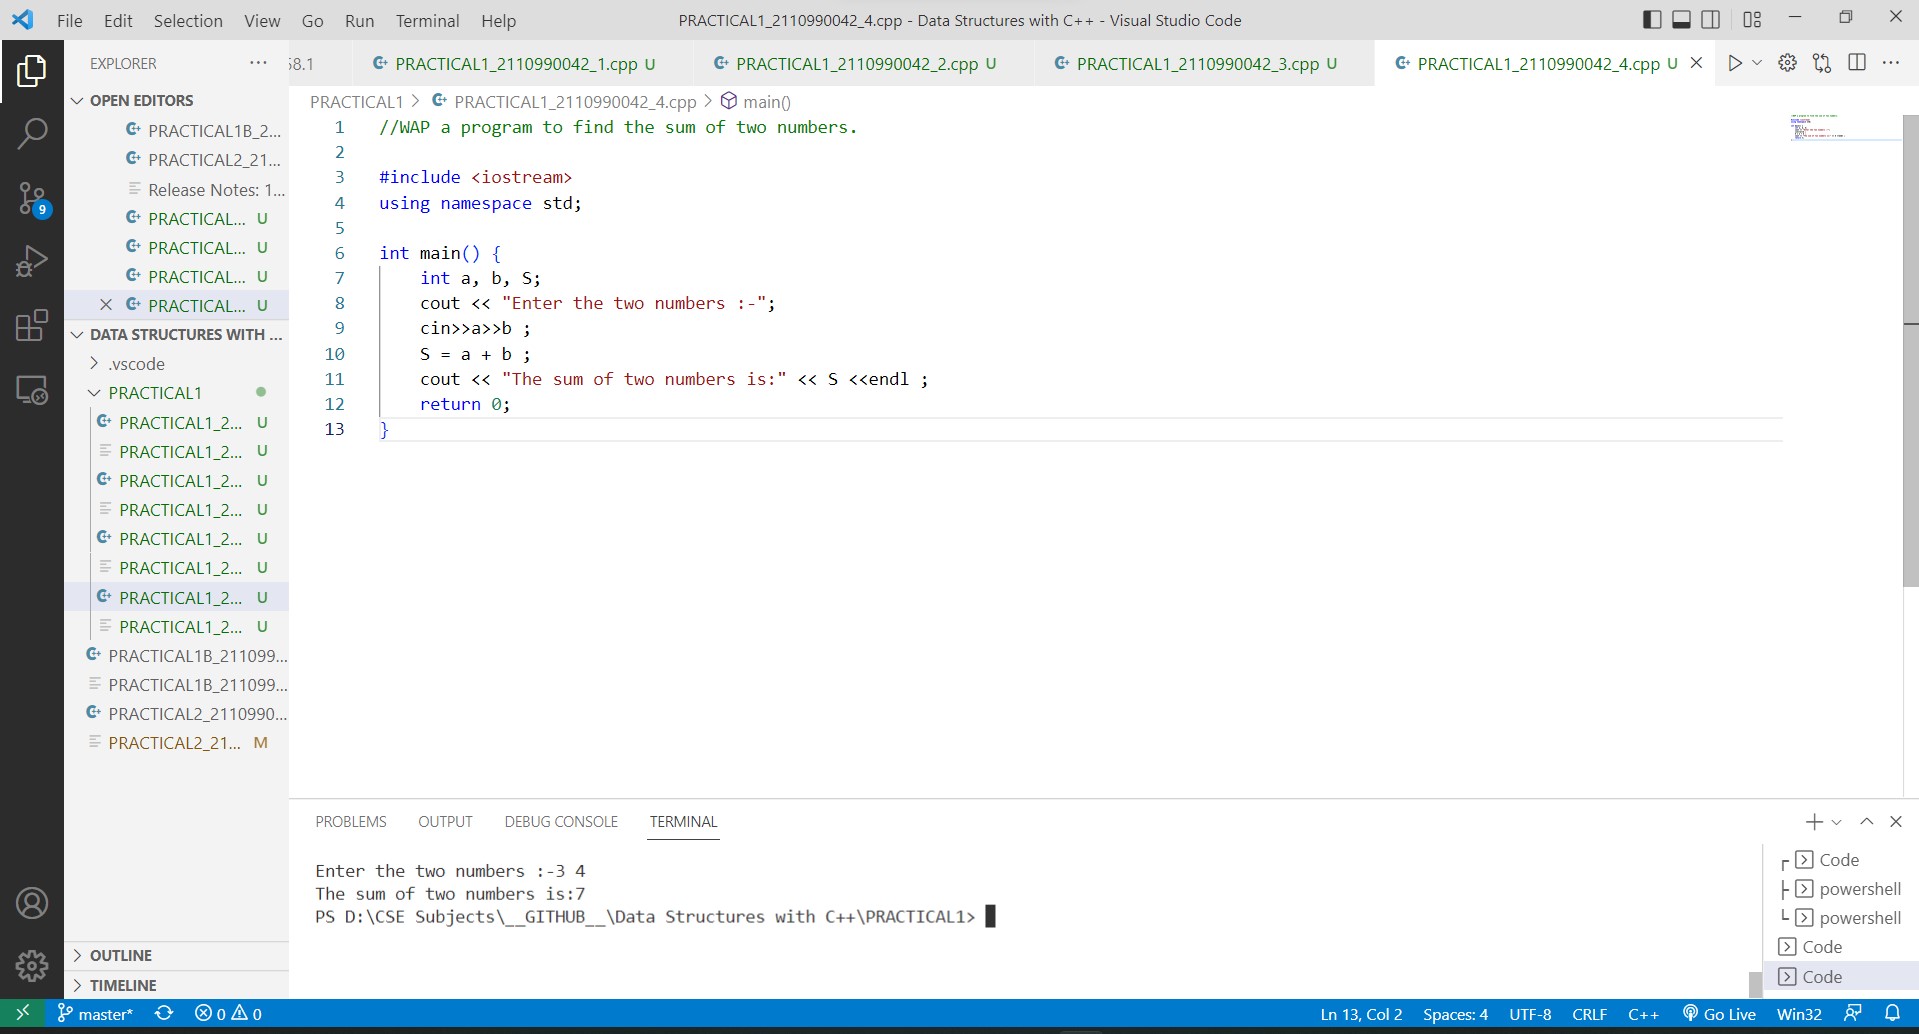 File Edit Selection View Go Run Terminal Help PRACTICAL1_2110990042_4.cpp - Data Structures with C++ - Visual Studio Code
EXPLORER ...
58.1 PRACTICAL1_2110990042_1.cpp U PRACTICAL1_2110990042_2.cpp U PRACTICAL1_2110990042_3.cpp U PRACTICAL1_2110990042_4.cpp U
OPEN EDITORS
PRACTICAL1B_2...
PRACTICAL2_21...
Release Notes: 1...
PRACTICAL... U
PRACTICAL... U
PRACTICAL... U
PRACTICAL... U
DATA STRUCTURES WITH ...
.vscode
PRACTICAL1
PRACTICAL1_2... U
PRACTICAL1_2... U
PRACTICAL1_2... U
PRACTICAL1_2... U
PRACTICAL1_2... U
PRACTICAL1_2... U
PRACTICAL1_2... U
PRACTICAL1_2... U
PRACTICAL1B_211099...
PRACTICAL1B_211099...
PRACTICAL2_2110990...
PRACTICAL2_21... M
OUTLINE
TIMELINE
9
PRACTICAL1 > PRACTICAL1_2110990042_4.cpp > main()
1 //WAP a program to find the sum of two numbers.
2
3 #include <iostream>
4 using namespace std;
5
6 int main() {
7 int a, b, S;
8 cout << "Enter the two numbers :-";
9 cin>>a>>b ;
10 S = a + b ;
11 cout << "The sum of two numbers is:" << S <<endl ;
12 return 0;
13 }
PROBLEMS OUTPUT DEBUG CONSOLE TERMINAL
Enter the two numbers :-3 4
The sum of two numbers is:7
PS D:\CSE Subjects\__GITHUB__\Data Structures with C++\PRACTICAL1>
Code
powershell
powershell
Code
Code
master* 0 0 Ln 13, Col 2 Spaces: 4 UTF-8 CRLF C++ Go Live Win32